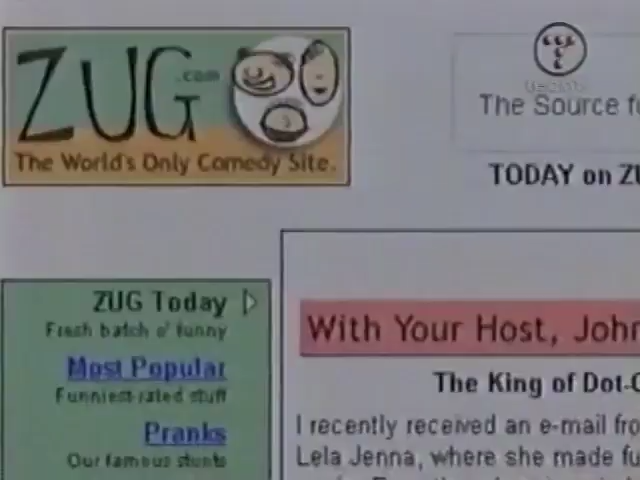 ZUG.com
The World's Only Comedy Site.
The Source f
TODAY on ZU
ZUG Today
Fresh batch o' funny
Most Popular
Funniest-rated stuff
Pranks
Our famous stunts
With Your Host, John
The King of Dot-C
I recently received an e-mail fro
Lela Jenna, where she made fu